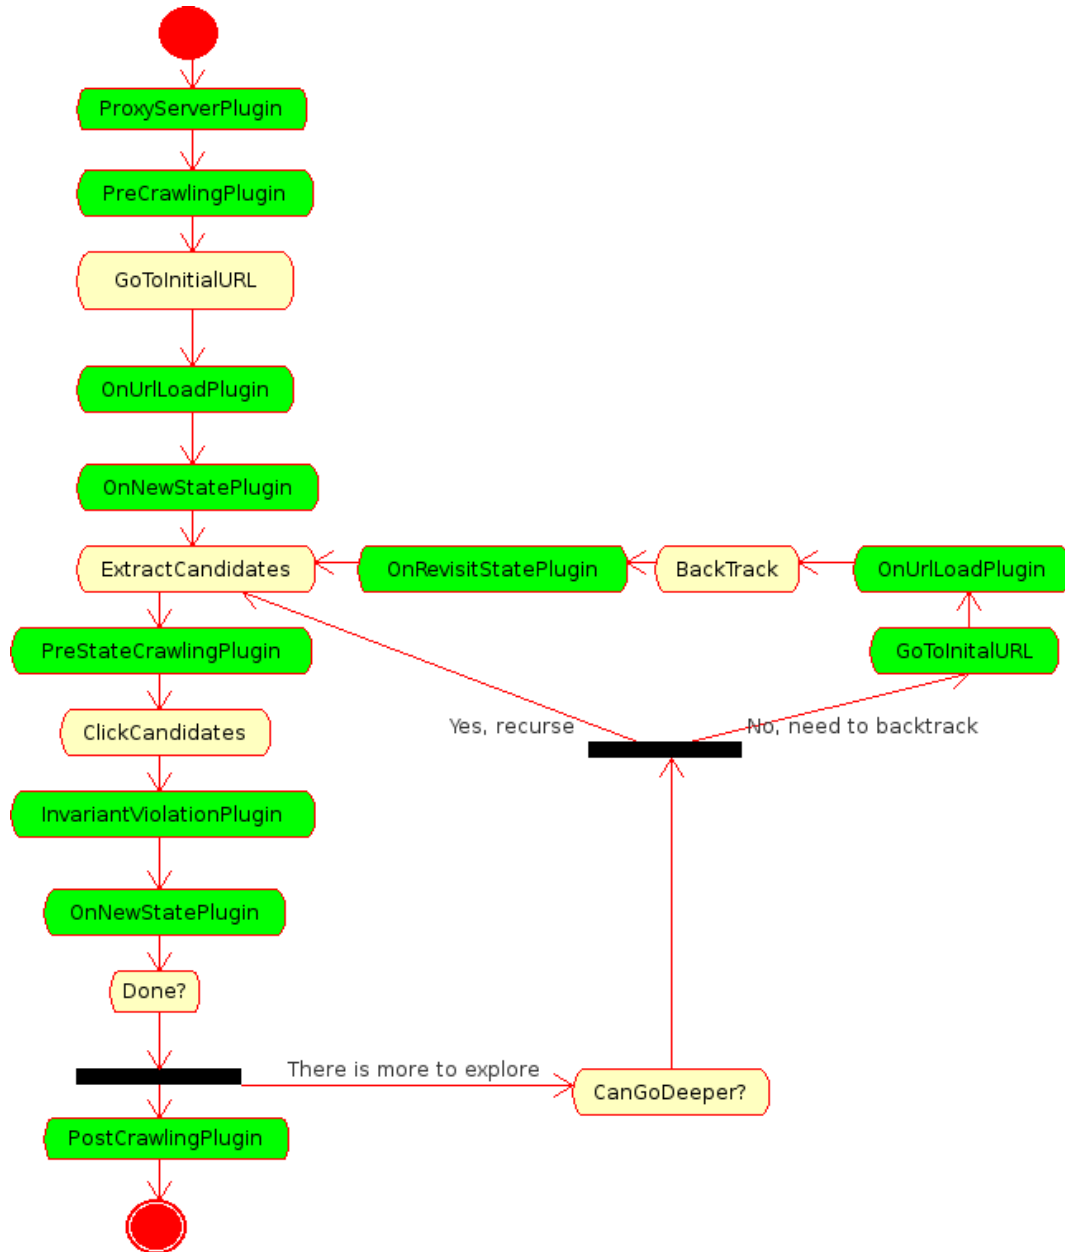 ProxyServerPlugin
PreCrawlingPlugin
GoToInitialURL
OnUrlLoadPlugin
OnNewStatePlugin
ExtractCandidates
OnRevisitStatePlugin
BackTrack
OnUrlLoadPlugin
PreStateCrawlingPlugin
GoToInitalURL
ClickCandidates
Yes, recurse
No, need to backtrack
InvariantViolationPlugin
OnNewStatePlugin
Done?
There is more to explore
CanGoDeeper?
PostCrawlingPlugin